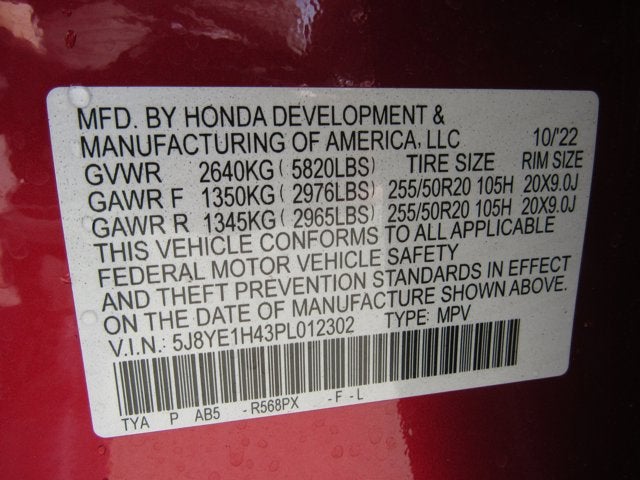 MFD. BY HONDA DEVELOPMENT &
MANUFACTURING OF AMERICA, LLC 10/'22
GVWR 2640KG ( 5820LBS) TIRE SIZE RIM SIZE
GAWR F 1350KG ( 2976LBS) 255/50R20 105H 20X9.0J
GAWR R 1345KG ( 2965LBS) 255/50R20 105H 20X9.0J
THIS VEHICLE CONFORMS TO ALL APPLICABLE
FEDERAL MOTOR VEHICLE SAFETY
AND THEFT PREVENTION STANDARDS IN EFFECT
ON THE DATE OF MANUFACTURE SHOWN ABOVE.
V.I.N.: 5J8YE1H43PL012302 TYPE: MPV
TYA P AB5 -R568PX -F-L